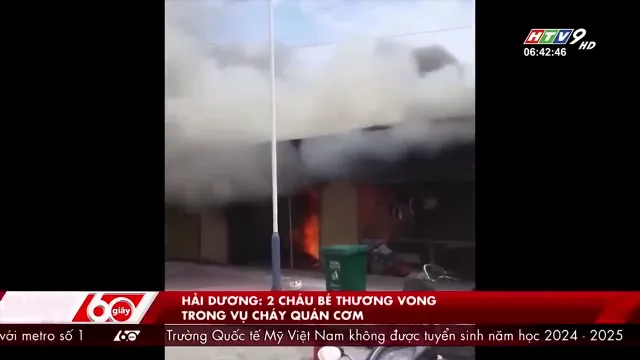 HTV9 HD
06:42:46
60 giây
HẢI DƯƠNG: 2 CHÁU BÉ THƯƠNG VONG
TRONG VỤ CHÁY QUÁN CƠM
với metro số 1 60 Trường Quốc tế Mỹ Việt Nam không được tuyển sinh năm học 2024 - 2025